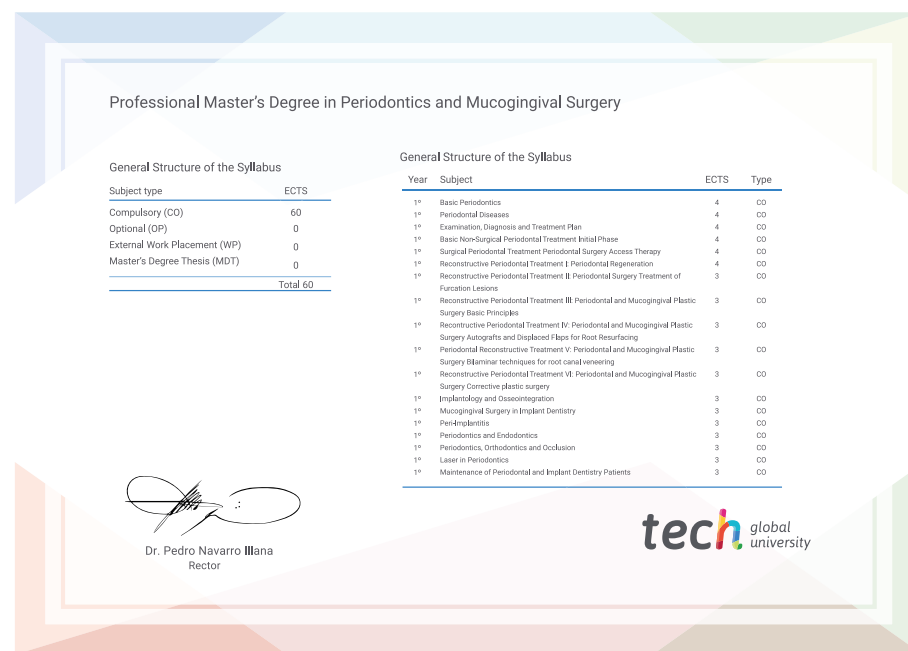 Professional Master's Degree in Periodontics and Mucogingival Surgery
General Structure of the Syllabus
Subject type ECTS
Compulsory (CO) 60
Optional (OP) 0
External Work Placement (WP) 0
Master's Degree Thesis (MDT) 0
Total 60
General Structure of the Syllabus
Year Subject ECTS Type
1º Basic Periodontics 4 CO
1º Periodontal Diseases 4 CO
1º Examination, Diagnosis and Treatment Plan 4 CO
1º Basic Non-Surgical Periodontal Treatment Initial Phase 4 CO
1º Surgical Periodontal Treatment Periodontal Surgery Access Therapy 4 CO
1º Reconstructive Periodontal Treatment I: Periodontal Regeneration 4 CO
1º Reconstructive Periodontal Treatment II: Periodontal Surgery Treatment of 3 CO
Furcation Lesions
1º Reconstructive Periodontal Treatment III: Periodontal and Mucogingival Plastic 3 CO
Surgery Basic Principles
1º Recontructive Periodontal Treatment IV: Periodontal and Mucogingival Plastic 3 CO
Surgery Autografts and Displaced Flaps for Root Resurfacing
1º Periodontal Reconstructive Treatment V: Periodontal and Mucogingival Plastic 3 CO
Surgery Bilaminar techniques for root canal veneering
1º Reconstructive Periodontal Treatment VI: Periodontal and Mucogingival Plastic 3 CO
Surgery Corrective plastic surgery
1º Implantology and Osseointegration 3 CO
1º Mucogingival Surgery in Implant Dentistry 3 CO
1º Peri-Implantitis 3 CO
1º Periodontics and Endodontics 3 CO
1º Periodontics, Orthodontics and Occlusion 3 CO
1º Laser in Periodontics 3 CO
1º Maintenance of Periodontal and Implant Dentistry Patients 3 CO
Dr. Pedro Navarro Illana
Rector
tech global
university